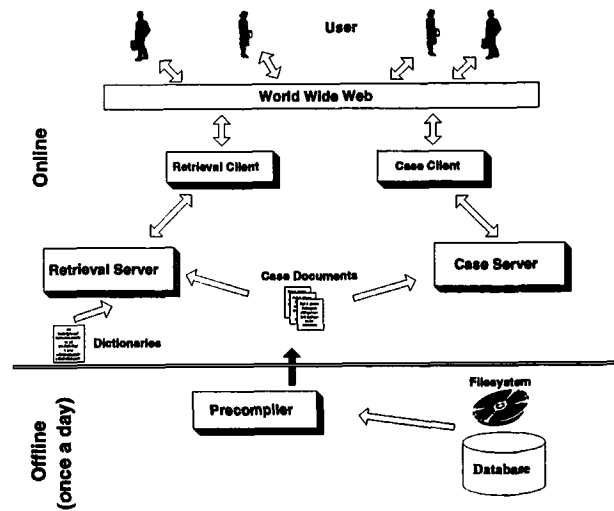 User
World Wide Web
Online
Retrieval Client
Case Client
Retrieval Server
Case Documents
Case Server
Dictionaries
Offline
(once a day)
Precompiler
Filesystem
Database